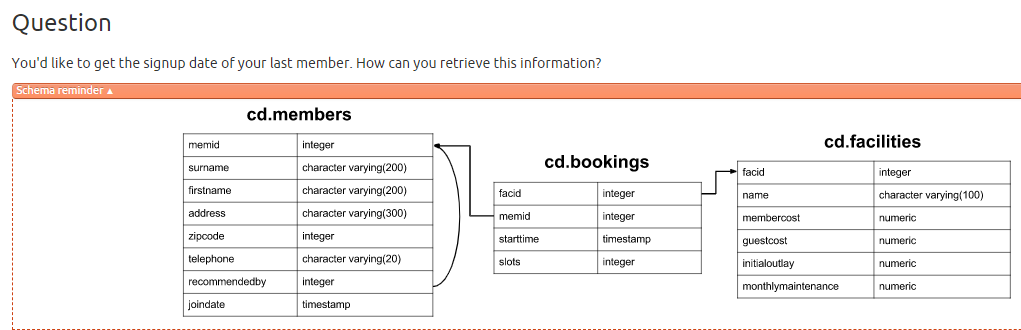 Question
You'd like to get the signup date of your last member. How can you retrieve this information?
Schema reminder ▲
cd.members
memid integer
surname character varying(200)
firstname character varying(200)
address character varying(300)
zipcode integer
telephone character varying(20)
recommendedby integer
joindate timestamp
cd.bookings
facid integer
memid integer
starttime timestamp
slots integer
cd.facilities
facid integer
name character varying(100)
membercost numeric
guestcost numeric
initialoutlay numeric
monthlymaintenance numeric